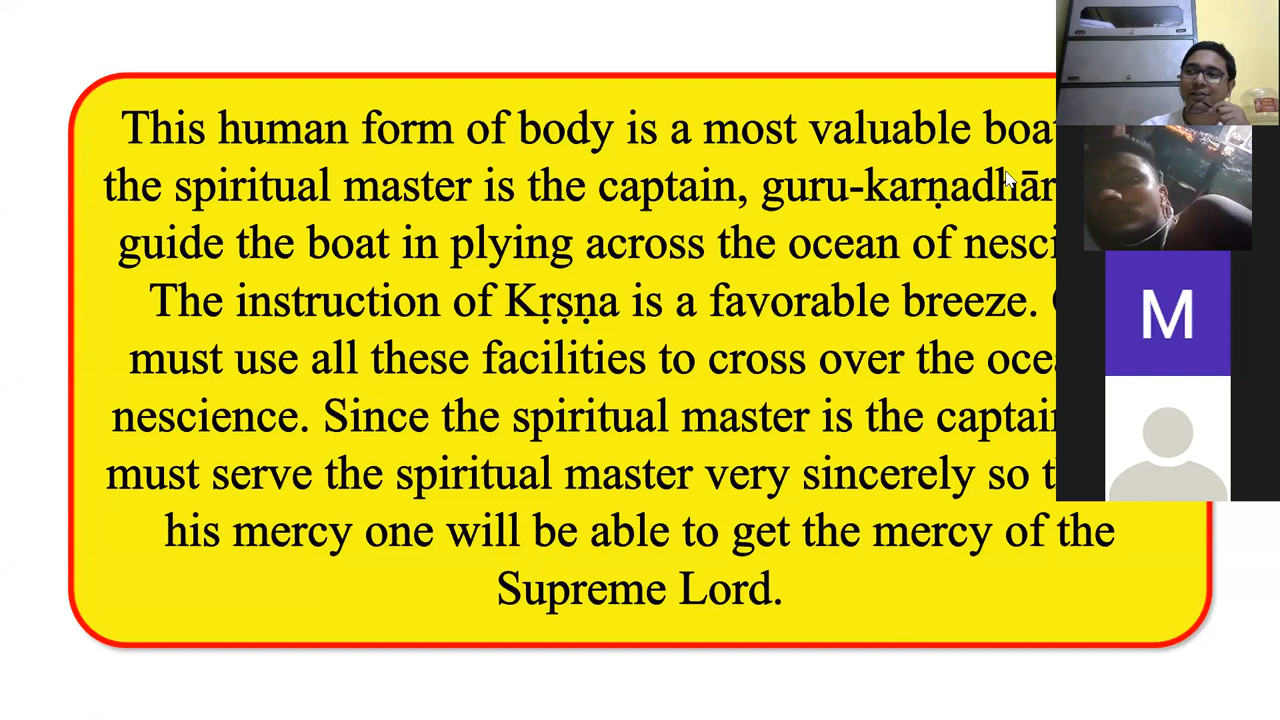 This human form of body is a most valuable boat
the spiritual master is the captain, guru-karṇadhār
guide the boat in plying across the ocean of nesci
The instruction of Kṛṣṇa is a favorable breeze.
must use all these facilities to cross over the ocea
nescience. Since the spiritual master is the captain
must serve the spiritual master very sincerely so
his mercy one will be able to get the mercy of the
Supreme Lord.
M